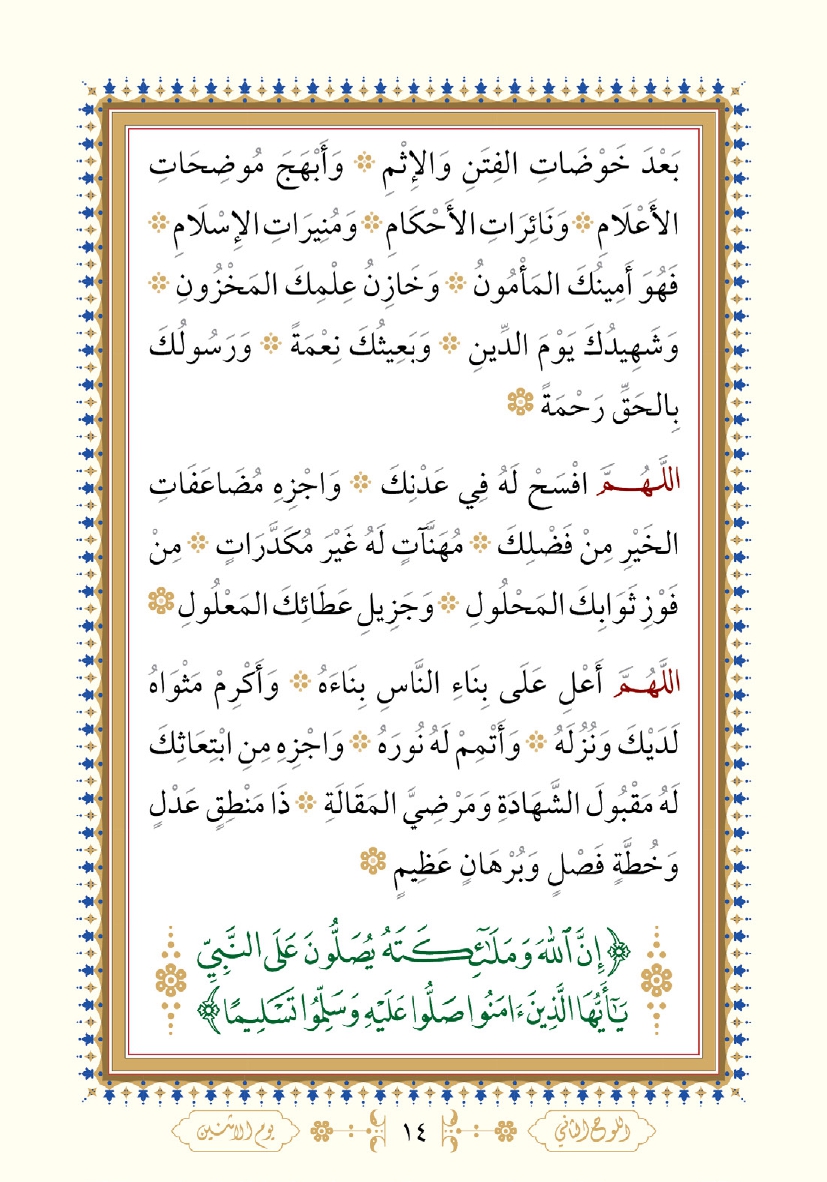 بَعْدَ خَوْضَاتِ الفِتَنِ وَالإِثْمِ ۞ وَأَبْهَجَ مُوضِحَاتِ
الأَعْلَامِ ۞ وَنَائِرَاتِ الأَحْكَامِ ۞ وَمُنِيرَاتِ الإِسْلَامِ ۞
فَهُوَ أَمِينُكَ المَأْمُونُ ۞ وَخَازِنُ عِلْمِكَ المَخْزُونِ ۞
وَشَهِيدُكَ يَوْمَ الدِّينِ ۞ وَبَعِيثُكَ نِعْمَةً ۞ وَرَسُولُكَ
بِالحَقِّ رَحْمَةً ۞
اللَّهُمَّ افْسَحْ لَهُ فِي عَدْنِكَ ۞ وَاجْزِهِ مُضَاعَفَاتِ
الخَيْرِ مِنْ فَضْلِكَ ۞ مُهَنَّآتٍ لَهُ غَيْرَ مُكَدَّرَاتٍ ۞ مِنْ
فَوْزِ ثَوَابِكَ المَحْلُولِ ۞ وَجَزِيلِ عَطَائِكَ المَعْلُولِ ۞
اللَّهُمَّ أَعْلِ عَلَى بِنَاءِ النَّاسِ بِنَاءَهُ ۞ وَأَكْرِمْ مَثْوَاهُ
لَدَيْكَ وَنُزُلَهُ ۞ وَأَتْمِمْ لَهُ نُورَهُ ۞ وَاجْزِهِ مِنِ ابْتِعَاثِكَ
لَهُ مَقْبُولَ الشَّهَادَةِ وَمَرْضِيَّ المَقَالَةِ ۞ ذَا مَنْطِقٍ عَدْلٍ
وَخُطَّةٍ فَصْلٍ وَبُرْهَانٍ عَظِيمٍ ۞
﴿إِنَّ ٱللَّهَ وَمَلَٰٓئِكَتَهُ يُصَلُّونَ عَلَى النَّبِيِّ
يَٰٓأَيُّهَا الَّذِينَ ءَامَنُوا صَلُّوا عَلَيْهِ وَسَلِّمُوا تَسْلِيمًا﴾
اللوح الثاني ١٤ يوم الاثنين